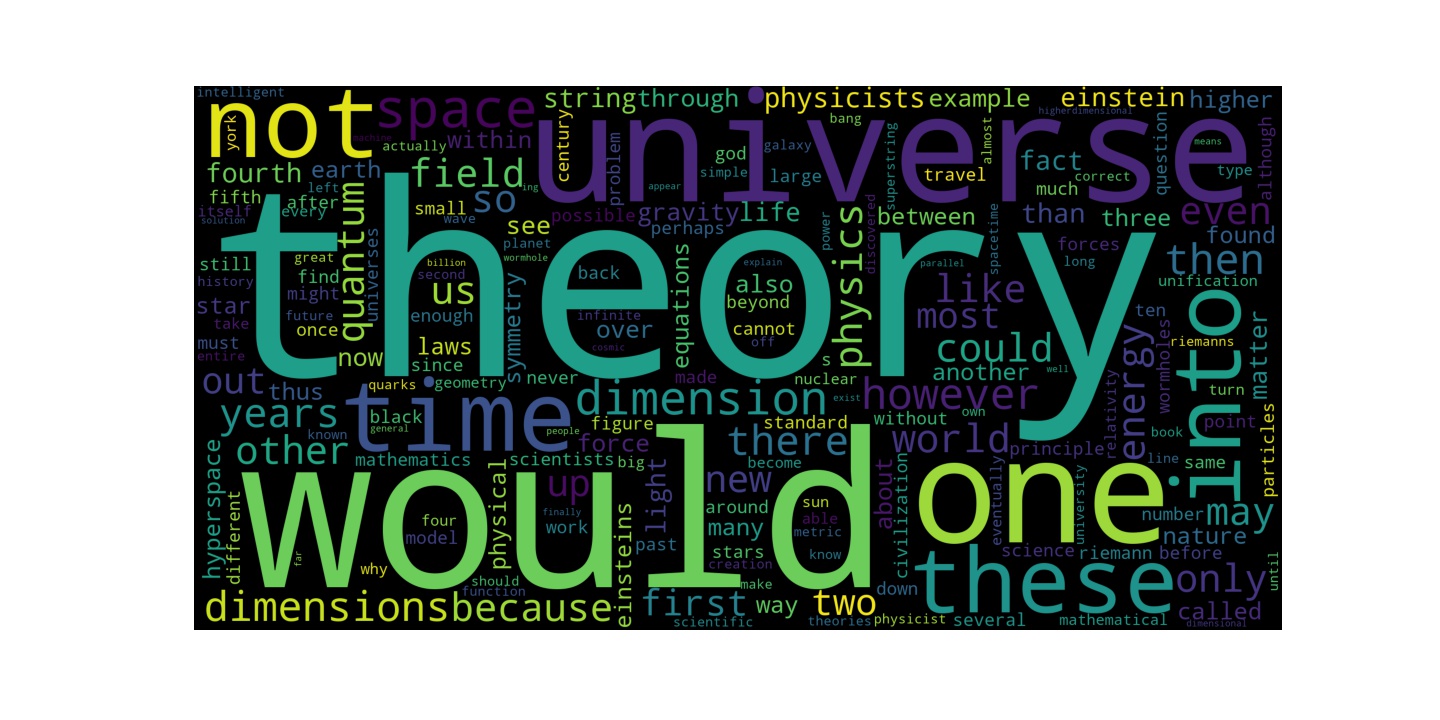 intelligent
not
york
space
machine
actually
within
string
through
physicists
example
einstein
higher
higherdimensional
universe
century
problem
bang
god
galaxy
simple
large
appear
superstring
almost
travel
fact
much
correct
question
means
type
although
fourth
earth
field
ing
fifth
left
after
itself
every
solution
quantum
so
small
wave
see
possible
gravity
life
perhaps
power
discovered
between
spacetime
than
three
even
found
theory
still
great
find
history
might
star
future
take
once
must
entire
universes
now
billion
second
planet
wormhole
us
enough
laws
since
symmetry
back
infinite
over
cosmic
equations
explain
also
beyond
cannot
off
s
physics
parallel
forces
long
like
most
could
another
well
then
unification
ten
riemanns
energy
wormholes
into
matter
turn
out
thus
quarks
geometry
never
made
nuclear
dimension
exist
however
years
time
black
general
known
people
figure
force
standard
there
without
own
world
principle
relativity
book
point
line
same
particles
other
mathematics
scientists
big
become
hyperspace
different
would
far
why
four
model
physical
up
finally
work
should
function
einsteins
light
past
new
around
many
stars
creation
make
sun
able
metric
know
about
civilization
one
eventually
university
number
may
nature
science
riemann
before
until
these
only
called
dimensional
dimensions
because
first
scientific
way
two
theories
down
physicist
several
mathematical